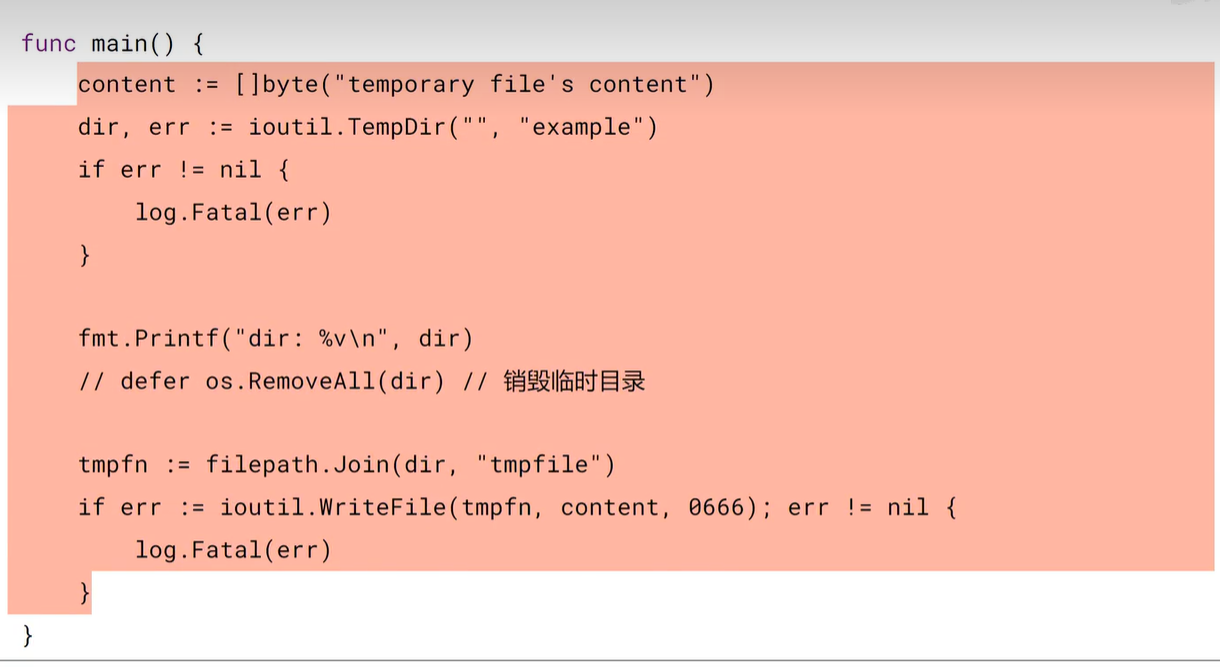 func main() {
    content := []byte("temporary file's content")
    dir, err := ioutil.TempDir("", "example")
    if err != nil {
        log.Fatal(err)
    }
    fmt.Printf("dir: %v\n", dir)
    // defer os.RemoveAll(dir) // 销毁临时目录
    tmpfn := filepath.Join(dir, "tmpfile")
    if err := ioutil.WriteFile(tmpfn, content, 0666); err != nil {
        log.Fatal(err)
    }
}